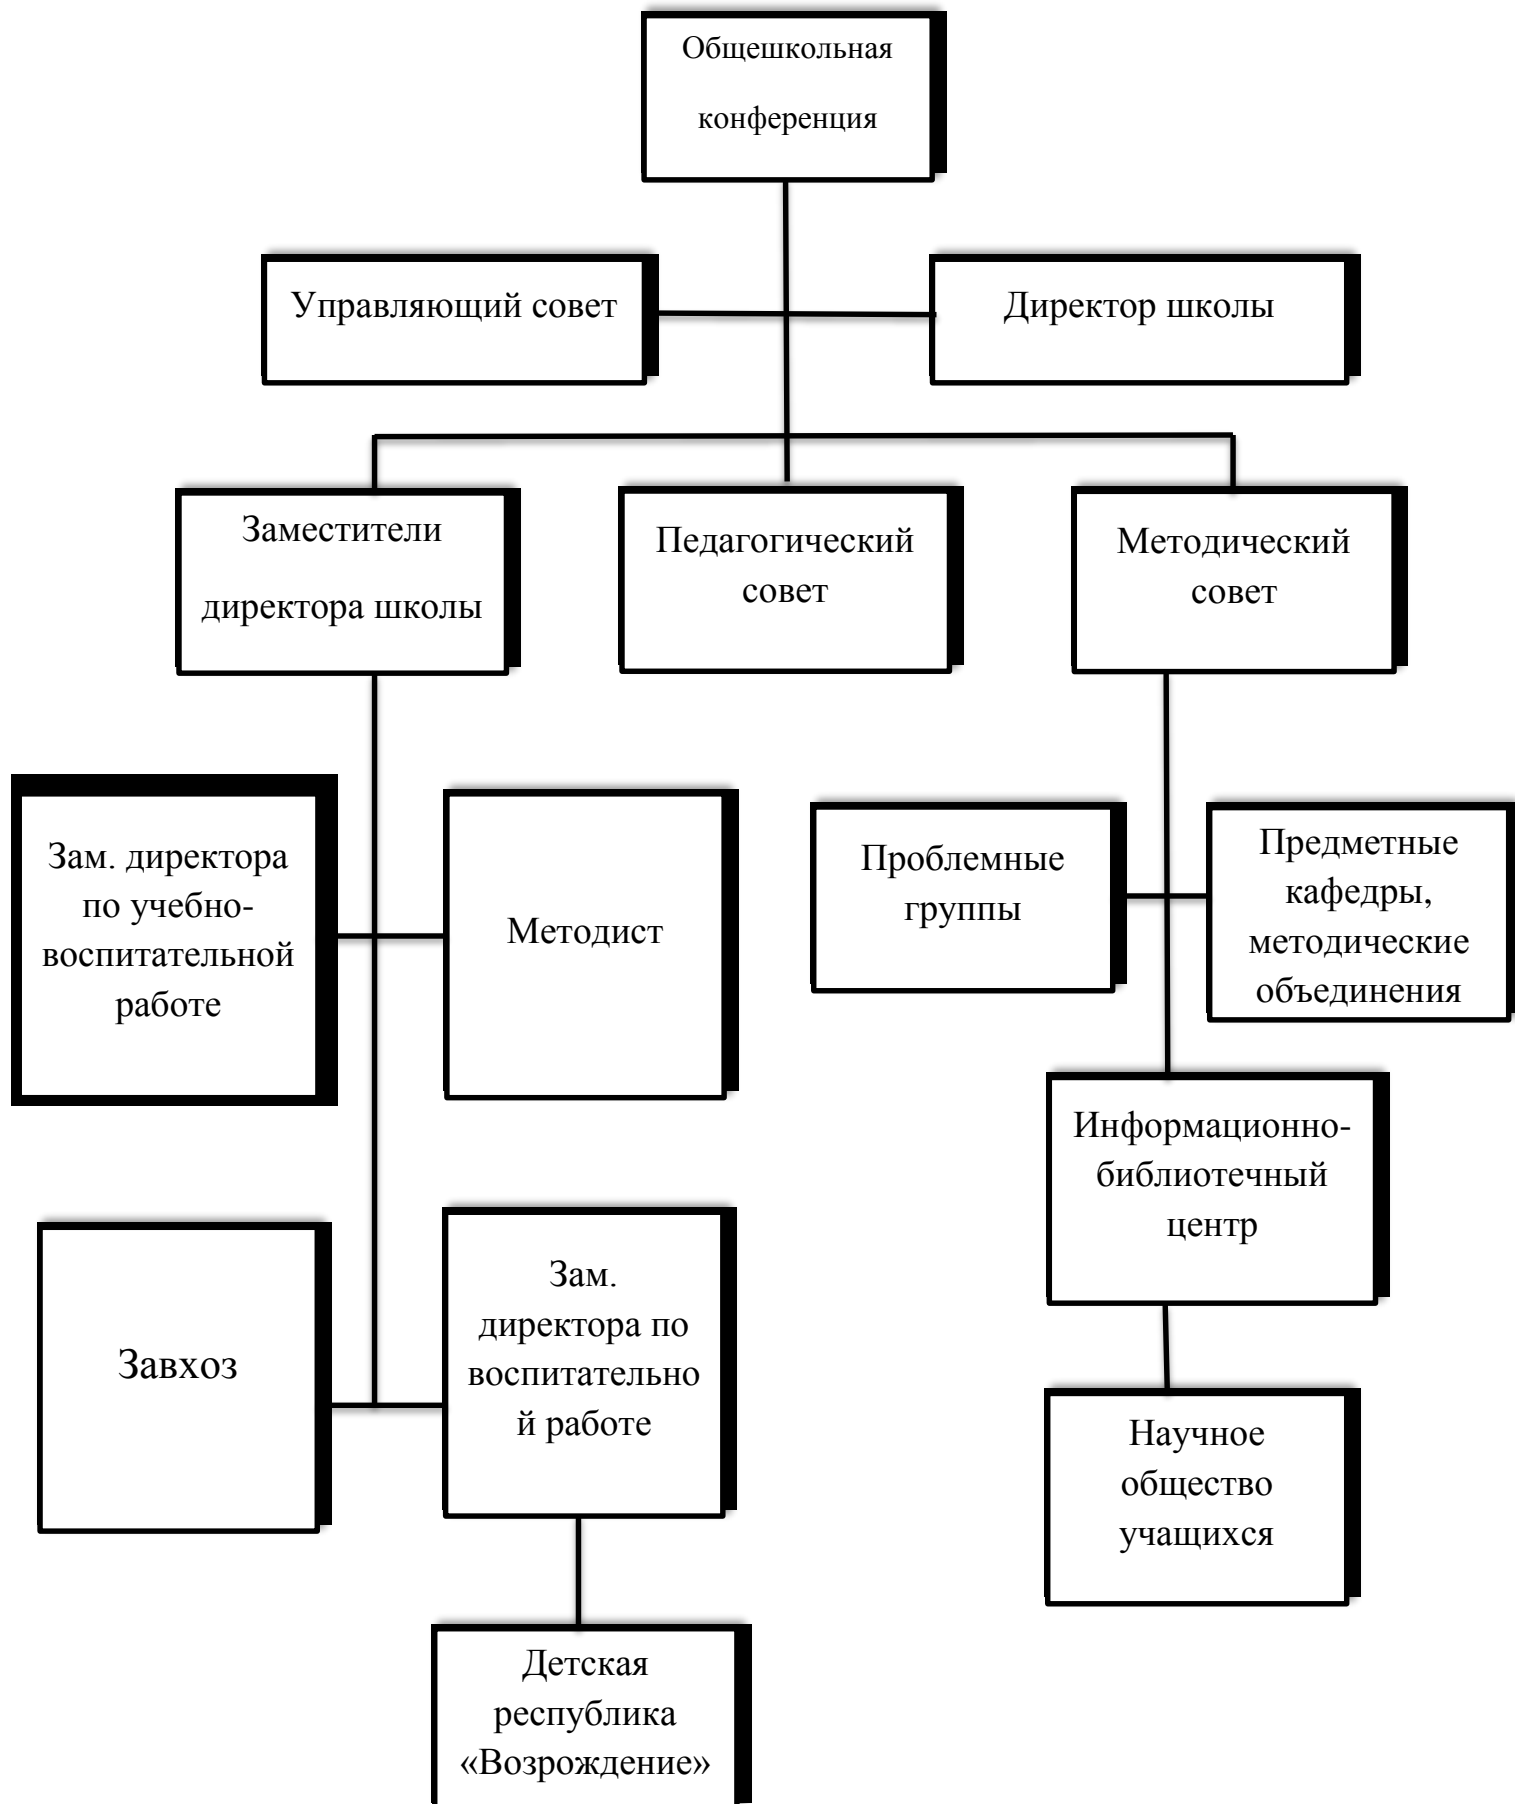 Общешкольная
конференция
Управляющий совет
Директор школы
Заместители
директора школы
Педагогический
совет
Методический
совет
Зам. директора
по учебно-
воспитательной
работе
Методист
Проблемные
группы
Предметные
кафедры,
методические
объединения
Информационно-
библиотечный
центр
Завхоз
Зам.
директора по
воспитательно
й работе
Научное
общество
учащихся
Детская
республика
«Возрождение»